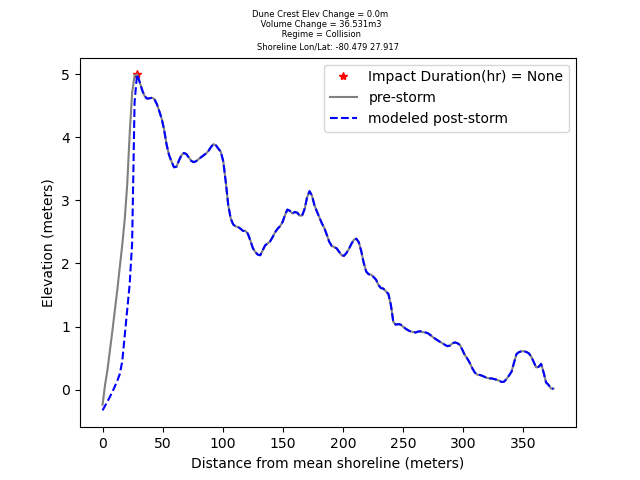 Dune Crest Elev Change = 0.0m
Volume Change = 36.531m3
Regime = Collision
Shoreline Lon/Lat: -80.479 27.917
Impact Duration(hr) = None
pre-storm
modeled post-storm
Elevation (meters)
5
4
3
2
1
0
0 50 100 150 200 250 300 350
Distance from mean shoreline (meters)